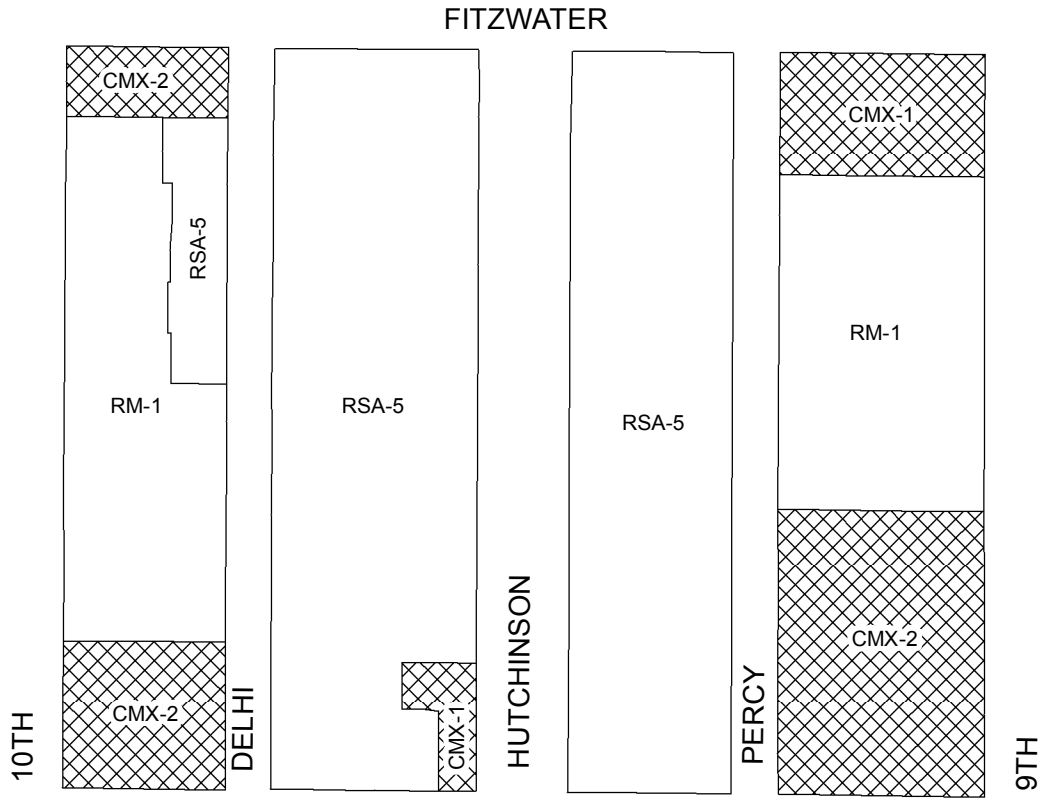 FITZWATER
CMX-2
CMX-1
RSA-5
RM-1
RM-1
RSA-5
RSA-5
CMX-2
CMX-2
CMX-1
10TH
DELHI
HUTCHINSON
PERCY
9TH